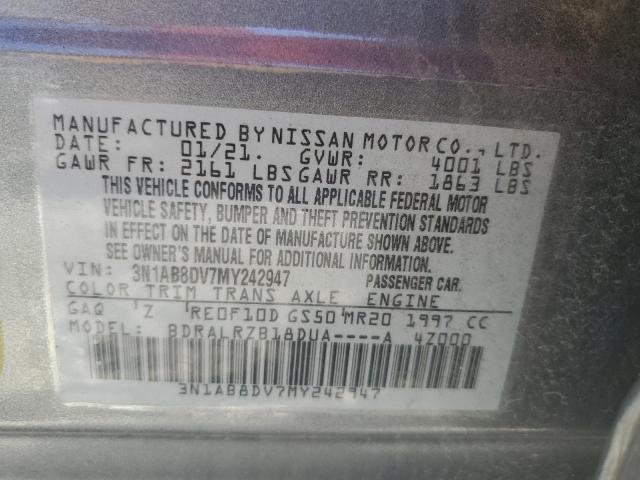 MANUFACTURED BY NISSAN MOTOR CO., LTD.
DATE: 01/21. GVWR: 4001 LBS
GAWR FR: 2161 LBS GAWR RR: 1863 LBS
THIS VEHICLE CONFORMS TO ALL APPLICABLE FEDERAL MOTOR
VEHICLE SAFETY, BUMPER AND THEFT PREVENTION STANDARDS
IN EFFECT ON THE DATE OF MANUFACTURE SHOWN ABOVE.
SEE OWNER'S MANUAL FOR ADDITIONAL INFORMATION.
VIN: 3N1AB8DV7MY242947 PASSENGER CAR.
COLOR TRIM TRANS AXLE ENGINE
GAQ 'Z 'RE0F10D GS50'MR20 1997 CC
MODEL: BDRALRZB18DUA----A 4Z000
3N1AB8DV7MY242947